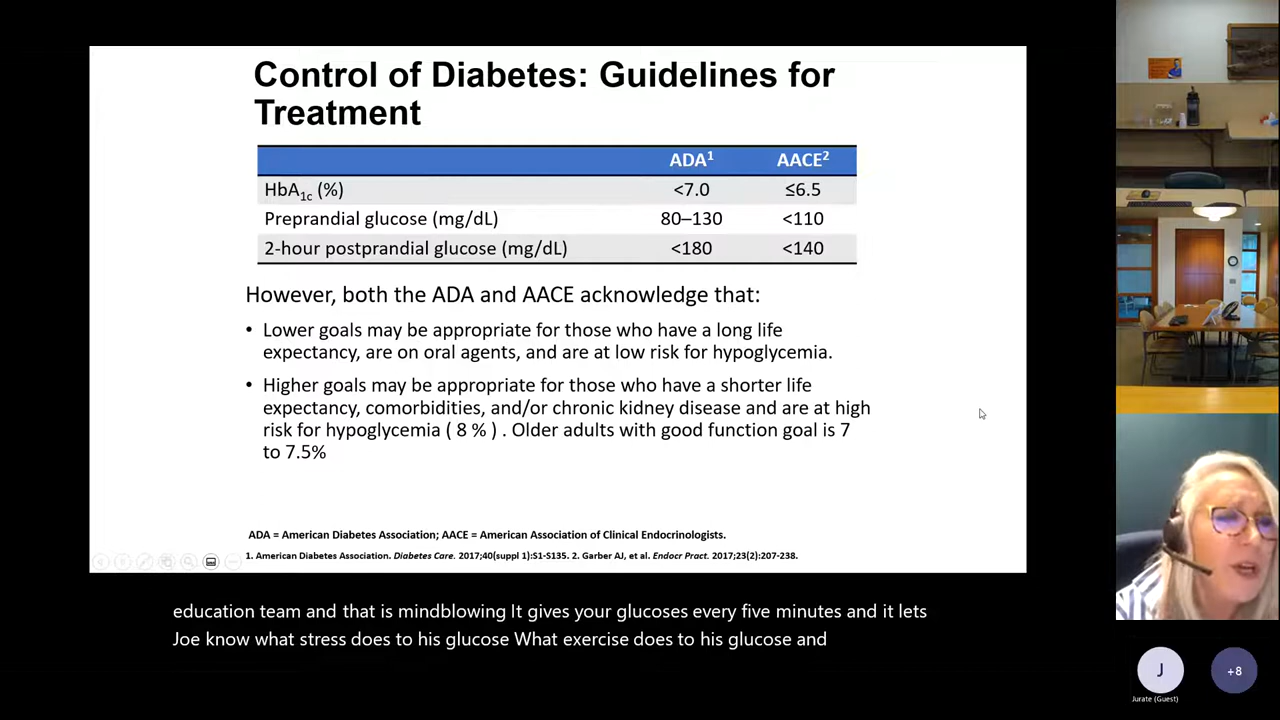 Control of Diabetes: Guidelines for
Treatment
ADA1 AACE2
HbA1c (%) <7.0 ≤6.5
Preprandial glucose (mg/dL) 80–130 <110
2-hour postprandial glucose (mg/dL) <180 <140
However, both the ADA and AACE acknowledge that:
• Lower goals may be appropriate for those who have a long life
expectancy, are on oral agents, and are at low risk for hypoglycemia.
• Higher goals may be appropriate for those who have a shorter life
expectancy, comorbidities, and/or chronic kidney disease and are at high
risk for hypoglycemia ( 8 % ) . Older adults with good function goal is 7
to 7.5%
ADA = American Diabetes Association; AACE = American Association of Clinical Endocrinologists.
1. American Diabetes Association. Diabetes Care. 2017;40(suppl 1):S1-S135. 2. Garber AJ, et al. Endocr Pract. 2017;23(2):207-238.
education team and that is mindblowing It gives your glucoses every five minutes and it lets
Joe know what stress does to his glucose What exercise does to his glucose and
J
+8
Jurate (Guest)